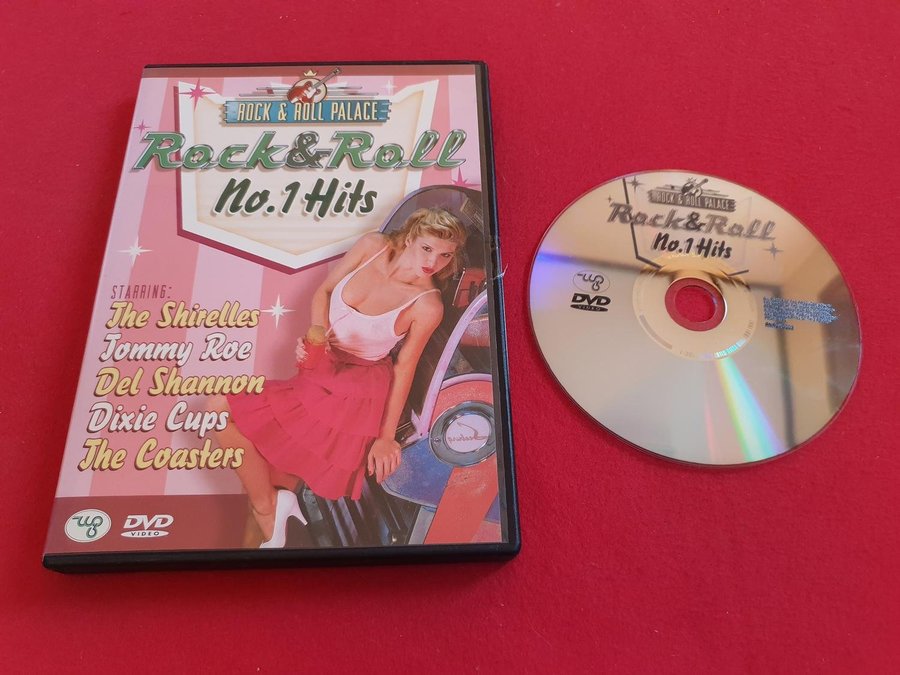 ROCK & ROLL PALACE
Rock&Roll
No.1 Hits
STARRING:
The Shirelles
Tommy Roe
Del Shannon
Dixie Cups
The Coasters
Seeburg
DVD
VIDEO
ROCK & ROLL PALACE
Rock&Roll
No.1 Hits
DVD
VIDEO